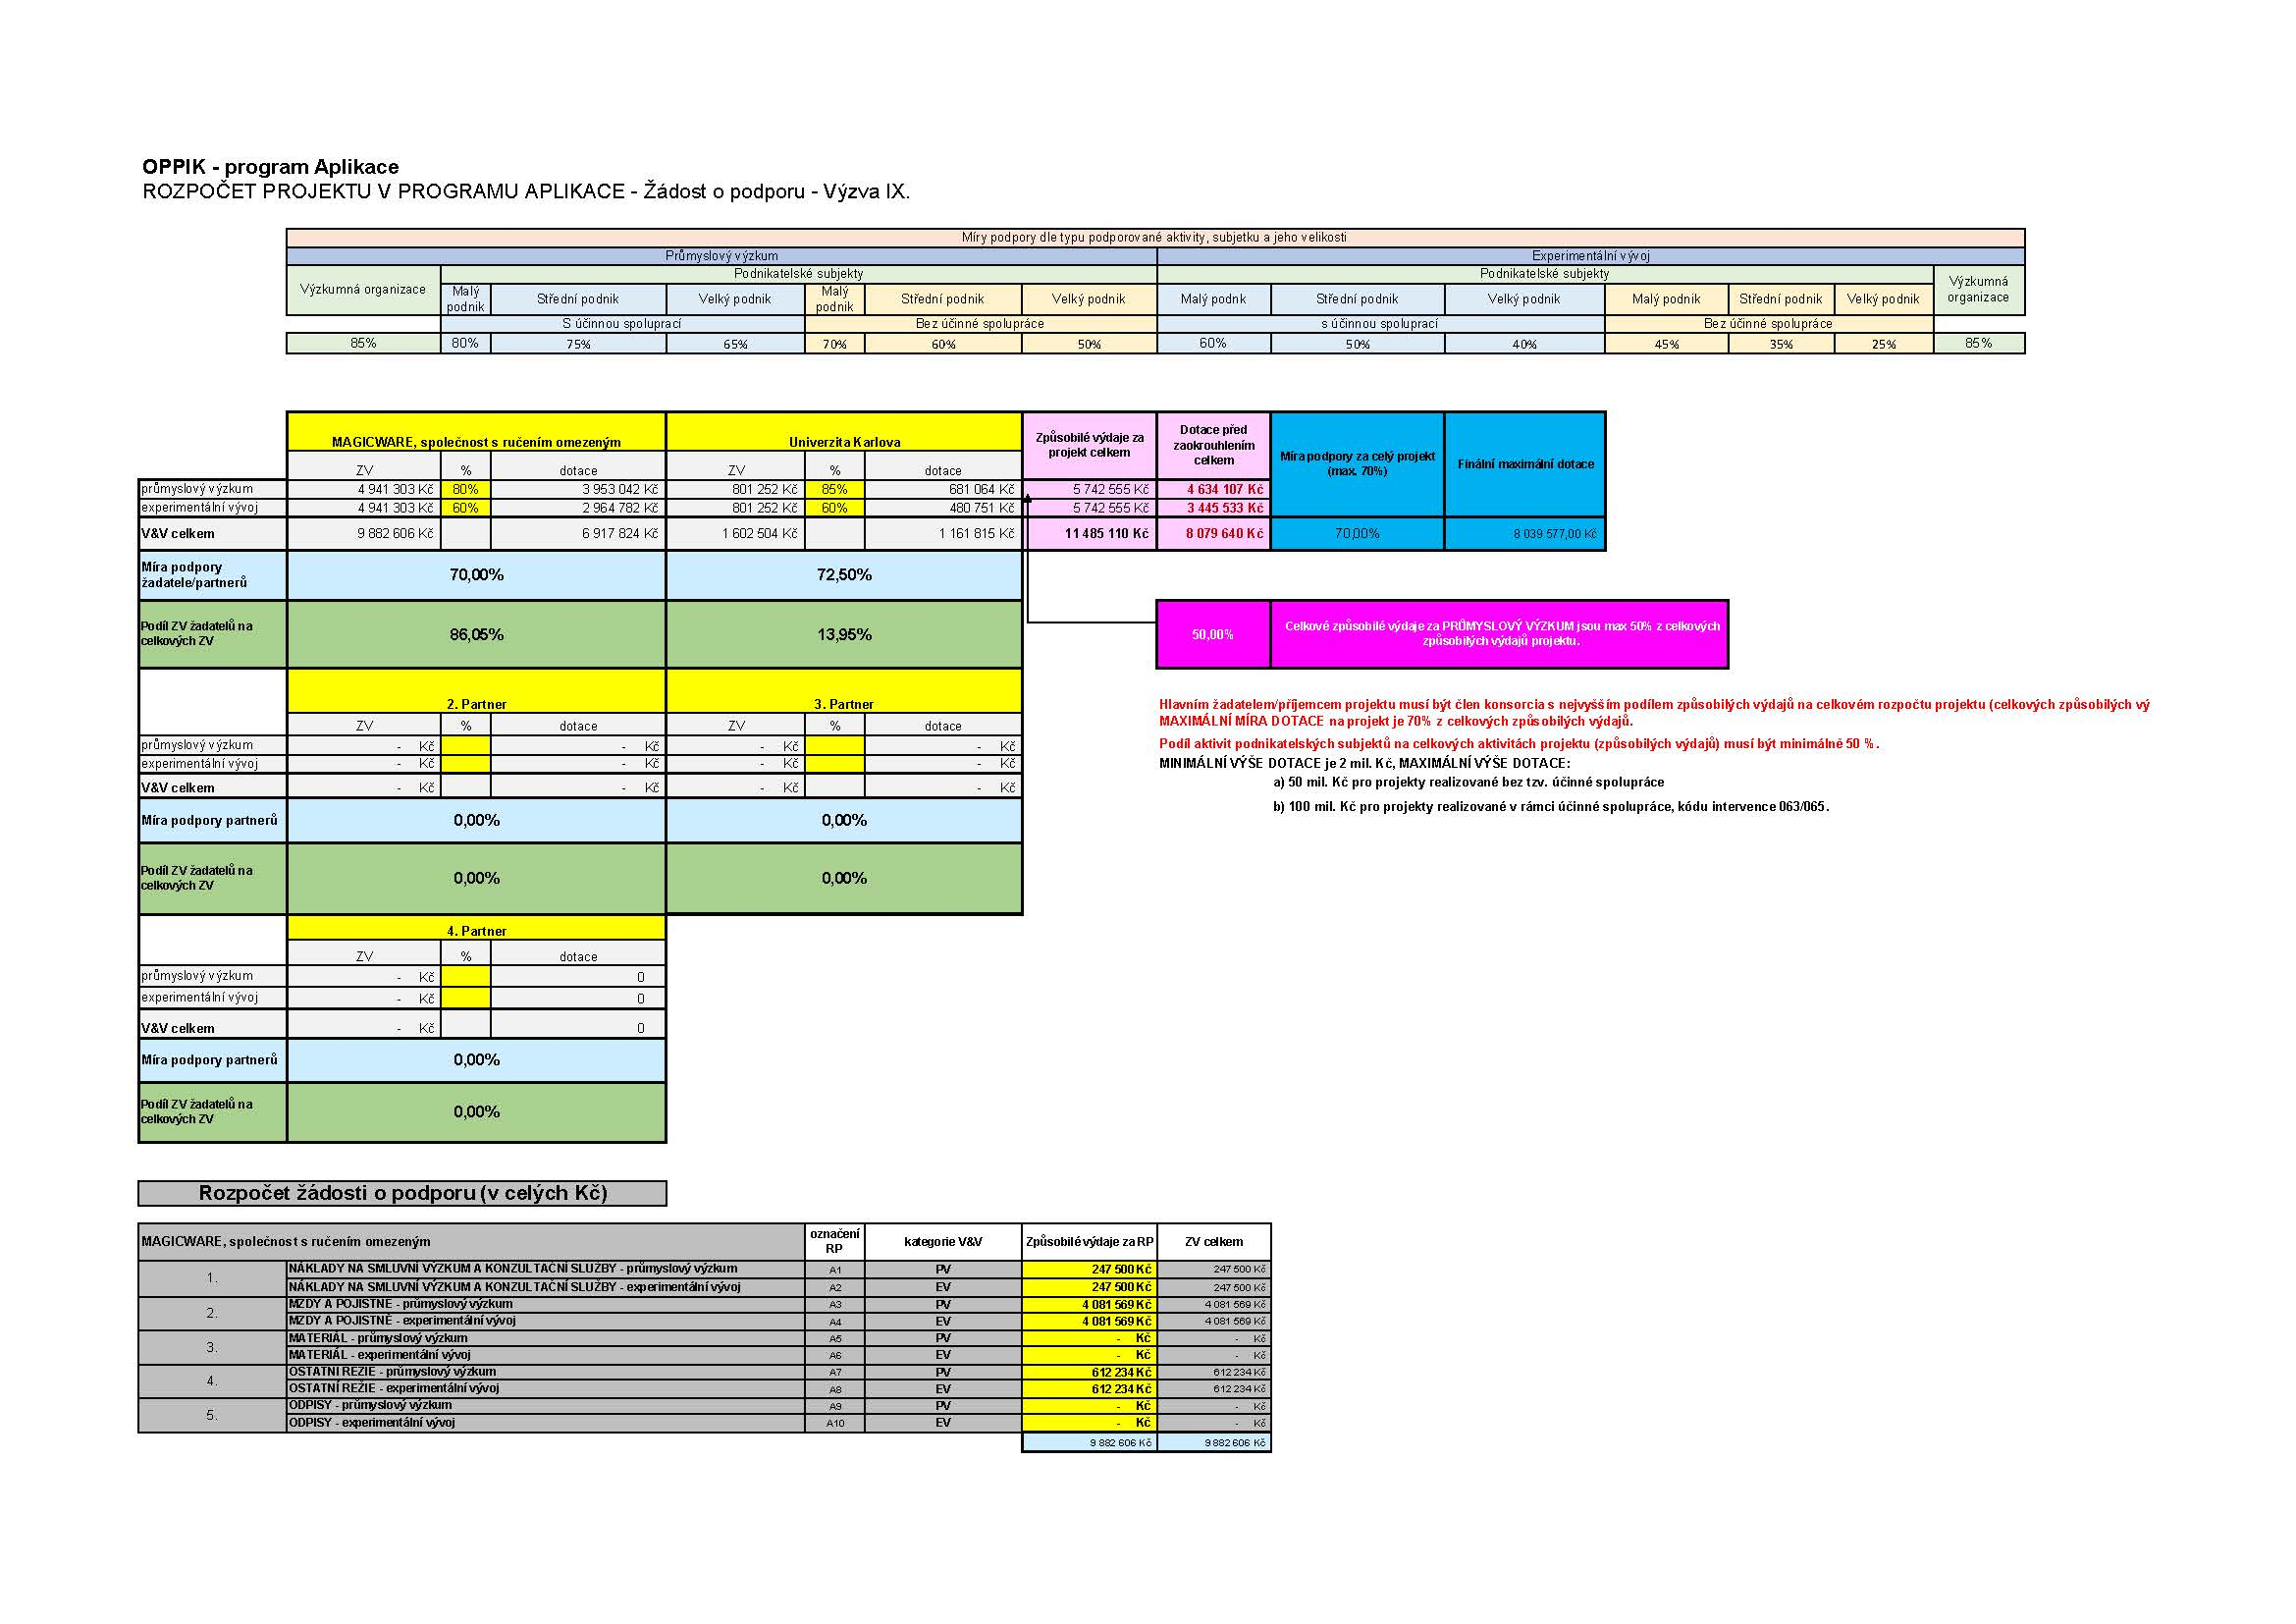 OPPIK - program Aplikace
ROZPOČET PROJEKTU V PROGRAMU APLIKACE - Žádost o podporu - Výzva IX.
Míry podpory dle typu podporované aktivity, subjetku a jeho velikosti
Průmyslový výzkum Experimentální vývoj
Výzkumná organizace Podnikatelské subjekty Podnikatelské subjekty Výzkumná organizace
Malý podnik Střední podnik Velký podnik Malý podnik Střední podnik Velký podnik Malý podnk Střední podnik Velký podnik Malý podnik Střední podnik Velký podnik
S účinnou spoluprací Bez účinné spolupráce s účinnou spoluprací Bez účinné spolupráce
85% 80% 75% 65% 70% 60% 50% 60% 50% 40% 45% 35% 25% 85%
MAGICWARE, společnost s ručením omezeným Univerzita Karlova Způsobilé výdaje za projekt celkem Dotace před zaokrouhlením celkem Míra podpory za celý projekt (max. 70%) Finální maximální dotace
ZV % dotace ZV % dotace
průmyslový výzkum 4 941 303 Kč 80% 3 953 042 Kč 801 252 Kč 85% 681 064 Kč 5 742 555 Kč 4 634 107 Kč
experimentální vývoj 4 941 303 Kč 60% 2 964 782 Kč 801 252 Kč 60% 480 751 Kč 5 742 555 Kč 3 445 533 Kč
V&V celkem 9 882 606 Kč 6 917 824 Kč 1 602 504 Kč 1 161 815 Kč 11 485 110 Kč 8 079 640 Kč 70,00% 8 039 577,00 Kč
Míra podpory žadatele/partnerů 70,00% 72,50%
Podíl ZV žadatelů na celkových ZV 86,05% 13,95%
50,00% Celkové způsobilé výdaje za PRŮMYSLOVÝ VÝZKUM jsou max 50% z celkových
způsobilých výdajů projektu.
2. Partner 3. Partner
ZV % dotace ZV % dotace
průmyslový výzkum - Kč - Kč - Kč - Kč
experimentální vývoj - Kč - Kč - Kč - Kč
V&V celkem - Kč - Kč - Kč - Kč
Míra podpory partnerů 0,00% 0,00%
Podíl ZV žadatelů na celkových ZV 0,00% 0,00%
Hlavním žadatelem/příjemcem projektu musí být člen konsorcia s nejvyšším podílem způsobilých výdajů na celkovém rozpočtu projektu (celkových způsobilých vý
MAXIMÁLNÍ MÍRA DOTACE na projekt je 70% z celkových způsobilých výdajů.
Podíl aktivit podnikatelských subjektů na celkových aktivitách projektu (způsobilých výdajů) musí být minimálně 50 %.
MINIMÁLNÍ VÝŠE DOTACE je 2 mil. Kč, MAXIMÁLNÍ VÝŠE DOTACE:
a) 50 mil. Kč pro projekty realizované bez tzv. účinné spolupráce
b) 100 mil. Kč pro projekty realizované v rámci účinné spolupráce, kódu intervence 063/065.
4. Partner
ZV % dotace
průmyslový výzkum - Kč 0
experimentální vývoj - Kč 0
V&V celkem - Kč 0
Míra podpory partnerů 0,00%
Podíl ZV žadatelů na celkových ZV 0,00%
Rozpočet žádosti o podporu (v celých Kč)
MAGICWARE, společnost s ručením omezeným označení RP kategorie V&V Způsobilé výdaje za RP ZV celkem
1. NÁKLADY NA SMLUVNÍ VÝZKUM A KONZULTAČNÍ SLUŽBY - průmyslový výzkum A1 PV 247 500 Kč 247 500 Kč
NÁKLADY NA SMLUVNÍ VÝZKUM A KONZULTAČNÍ SLUŽBY - experimentální vývoj A2 EV 247 500 Kč 247 500 Kč
2. MZDY A POJISTNÉ - průmyslový výzkum A3 PV 4 081 569 Kč 4 081 569 Kč
MZDY A POJISTNÉ - experimentální vývoj A4 EV 4 081 569 Kč 4 081 569 Kč
3. MATERIÁL - průmyslový výzkum A5 PV - Kč - Kč
MATERIÁL - experimentální vývoj A6 EV - Kč - Kč
4. OSTATNÍ REŽIE - průmyslový výzkum A7 PV 612 234 Kč 612 234 Kč
OSTATNÍ REŽIE - experimentální vývoj A8 EV 612 234 Kč 612 234 Kč
5. ODPISY - průmyslový výzkum A9 PV - Kč - Kč
ODPISY - experimentální vývoj A10 EV - Kč - Kč
9 882 606 Kč 9 882 606 Kč